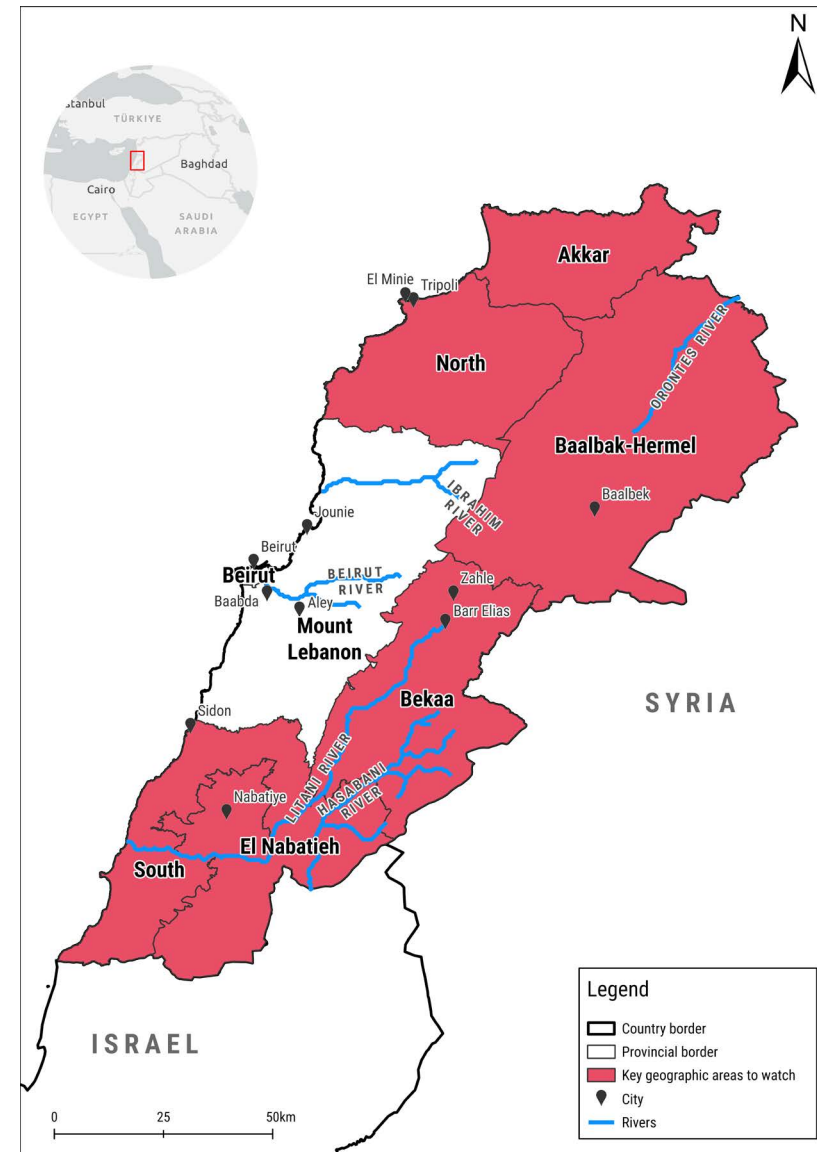 N
stanbul
TÜRKIYE
Baghdad
Cairo
EGYPT
SAUDI
ARABIA
Akkar
El Minie
Tripoli
North
ORONTES RIVER
Baalbak-Hermel
Baalbek
IBRAHIM
RIVER
Jounie
Beirut
Beirut
BEIRUT
RIVER
Baabda
Aley
Zahle
Barr Elias
Mount
Lebanon
Bekaa
SYRIA
Sidon
LITANI RIVER
HASABANI
RIVER
Nabatiye
El Nabatieh
South
ISRAEL
Legend
Country border
Provincial border
Key geographic areas to watch
City
Rivers
0 25 50km